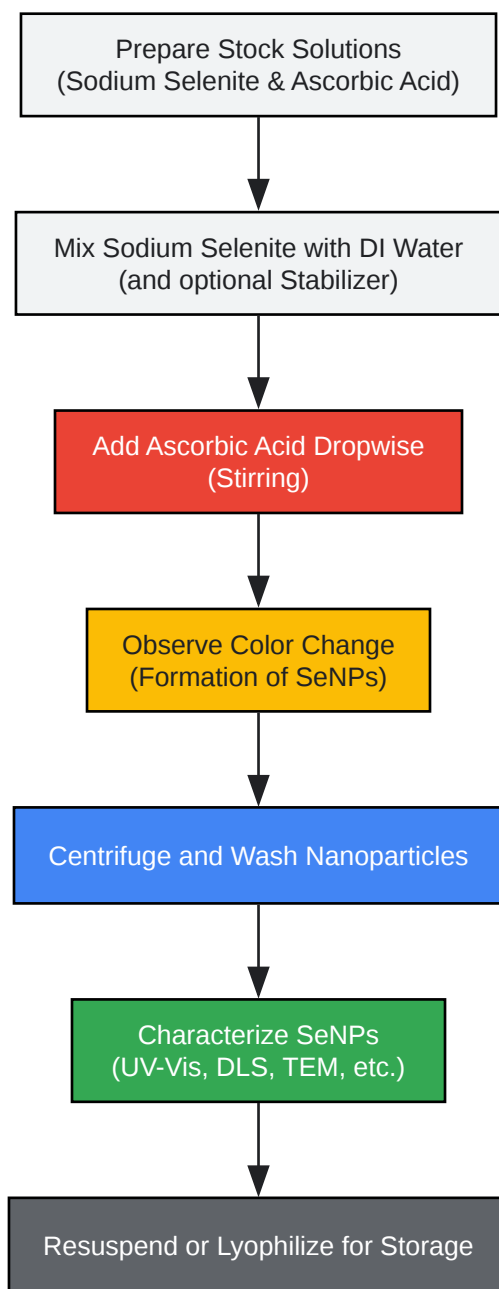 Prepare Stock Solutions
(Sodium Selenite & Ascorbic Acid)
Mix Sodium Selenite with DI Water
(and optional Stabilizer)
Add Ascorbic Acid Dropwise
(Stirring)
Observe Color Change
(Formation of SeNPs)
Centrifuge and Wash Nanoparticles
Characterize SeNPs
(UV-Vis, DLS, TEM, etc.)
Resuspend or Lyophilize for Storage